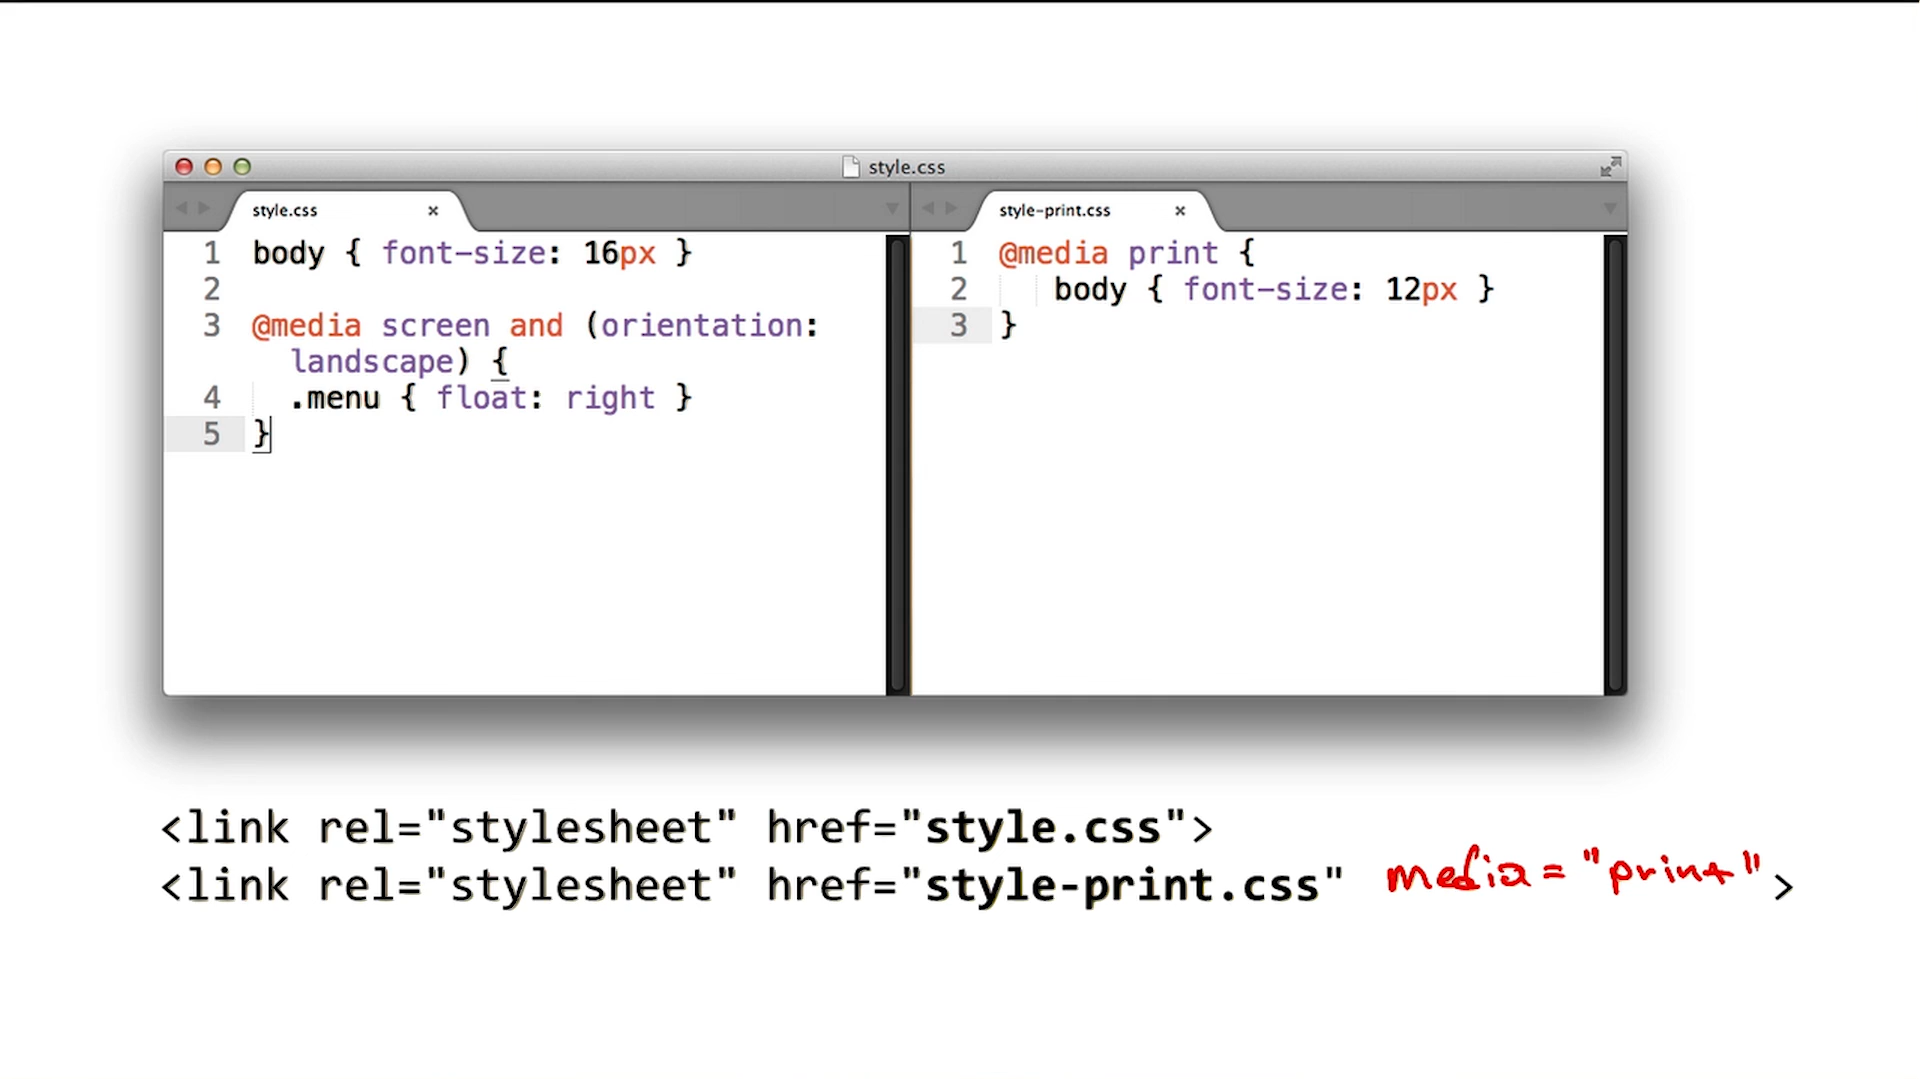 style.css
style.css ×
1 body { font-size: 16px }
2
3 @media screen and (orientation:
landscape) {
4 .menu { float: right }
5 }
style-print.css ×
1 @media print {
2 body { font-size: 12px }
3 }
<link rel="stylesheet" href="style.css">
<link rel="stylesheet" href="style-print.css" media="print">